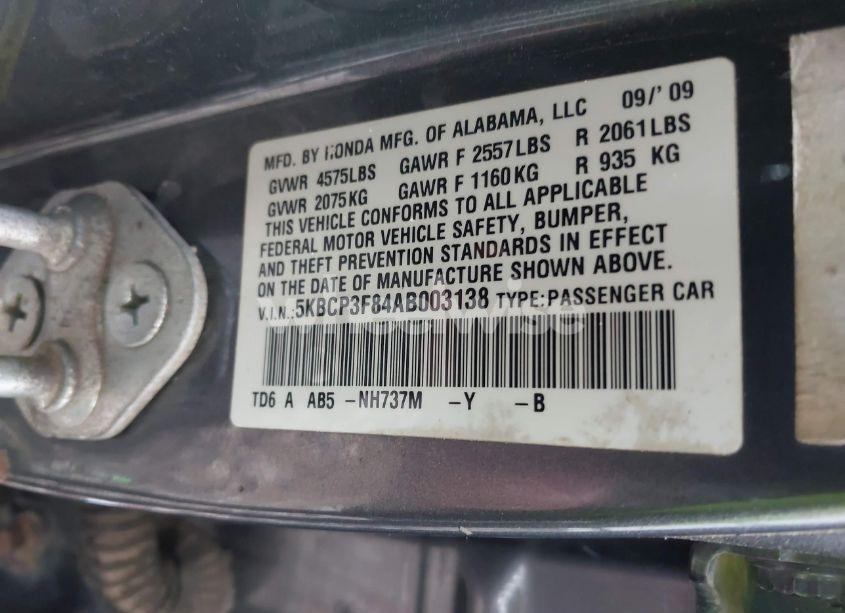 MFD. BY HONDA MFG. OF ALABAMA, LLC 09/'09
GVWR 4575LBS GAWR F 2557LBS R 2061LBS
GVWR 2075KG GAWR F 1160KG R 935 KG
THIS VEHICLE CONFORMS TO ALL APPLICABLE
FEDERAL MOTOR VEHICLE SAFETY, BUMPER,
AND THEFT PREVENTION STANDARDS IN EFFECT
ON THE DATE OF MANUFACTURE SHOWN ABOVE.
V.I.N.:5KBCP3F84AB003138 TYPE:PASSENGER CAR
TD6 A AB5 -NH737M -Y -B